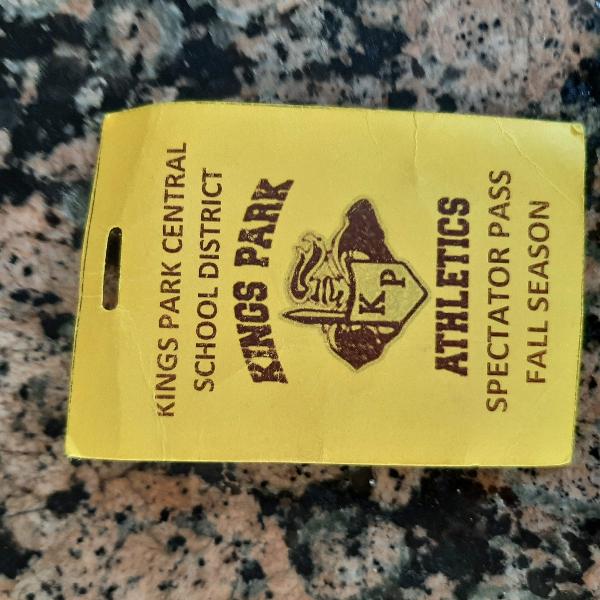 KINGS PARK CENTRAL
SCHOOL DISTRICT
KINGS PARK
K P
ATHLETICS
SPECTATOR PASS
FALL SEASON